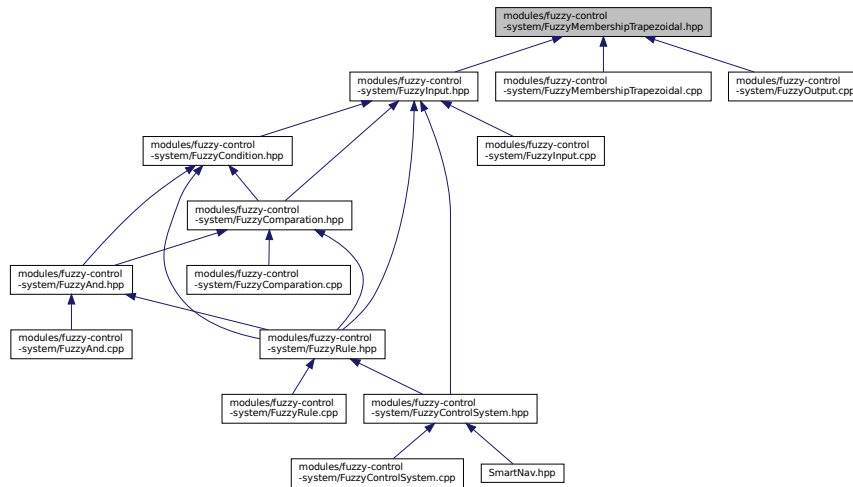 modules/fuzzy-control
-system/FuzzyMembershipTrapezoidal.hpp
modules/fuzzy-control
-system/FuzzyInput.hpp
modules/fuzzy-control
-system/FuzzyMembershipTrapezoidal.cpp
modules/fuzzy-control
-system/FuzzyOutput.cpp
modules/fuzzy-control
-system/FuzzyCondition.hpp
modules/fuzzy-control
-system/FuzzyInput.cpp
modules/fuzzy-control
-system/FuzzyComparation.hpp
modules/fuzzy-control
-system/FuzzyAnd.hpp
modules/fuzzy-control
-system/FuzzyComparation.cpp
modules/fuzzy-control
-system/FuzzyAnd.cpp
modules/fuzzy-control
-system/FuzzyRule.hpp
modules/fuzzy-control
-system/FuzzyRule.cpp
modules/fuzzy-control
-system/FuzzyControlSystem.hpp
modules/fuzzy-control
-system/FuzzyControlSystem.cpp
SmartNav.hpp